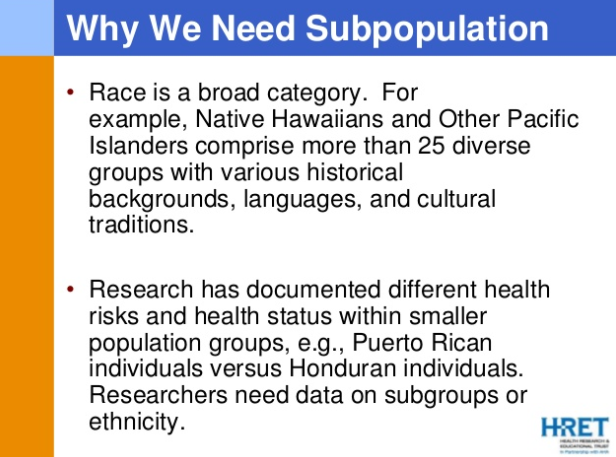 Why We Need Subpopulation
• Race is a broad category.  For
example, Native Hawaiians and Other Pacific
Islanders comprise more than 25 diverse
groups with various historical
backgrounds, languages, and cultural
traditions.
• Research has documented different health
risks and health status within smaller
population groups, e.g., Puerto Rican
individuals versus Honduran individuals.
Researchers need data on subgroups or
ethnicity.
HRET
HEALTH RESEARCH &
EDUCATIONAL TRUST